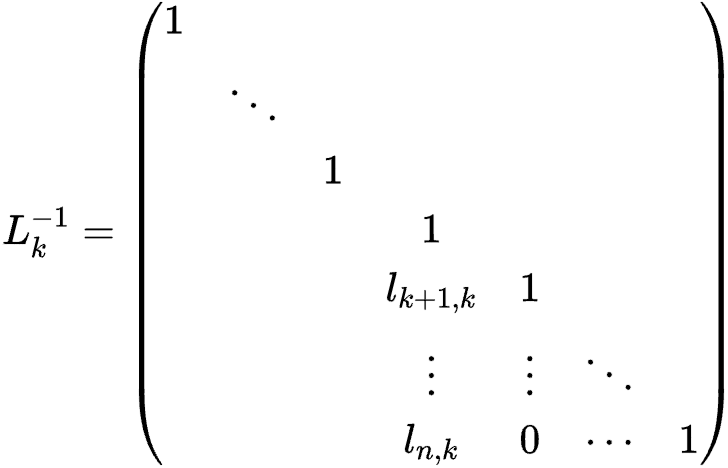 1
⋱
1
L_k^{-1} = 1
l_{k+1,k} 1
⋮ ⋮ ⋱
l_{n,k} 0 ⋯ 1